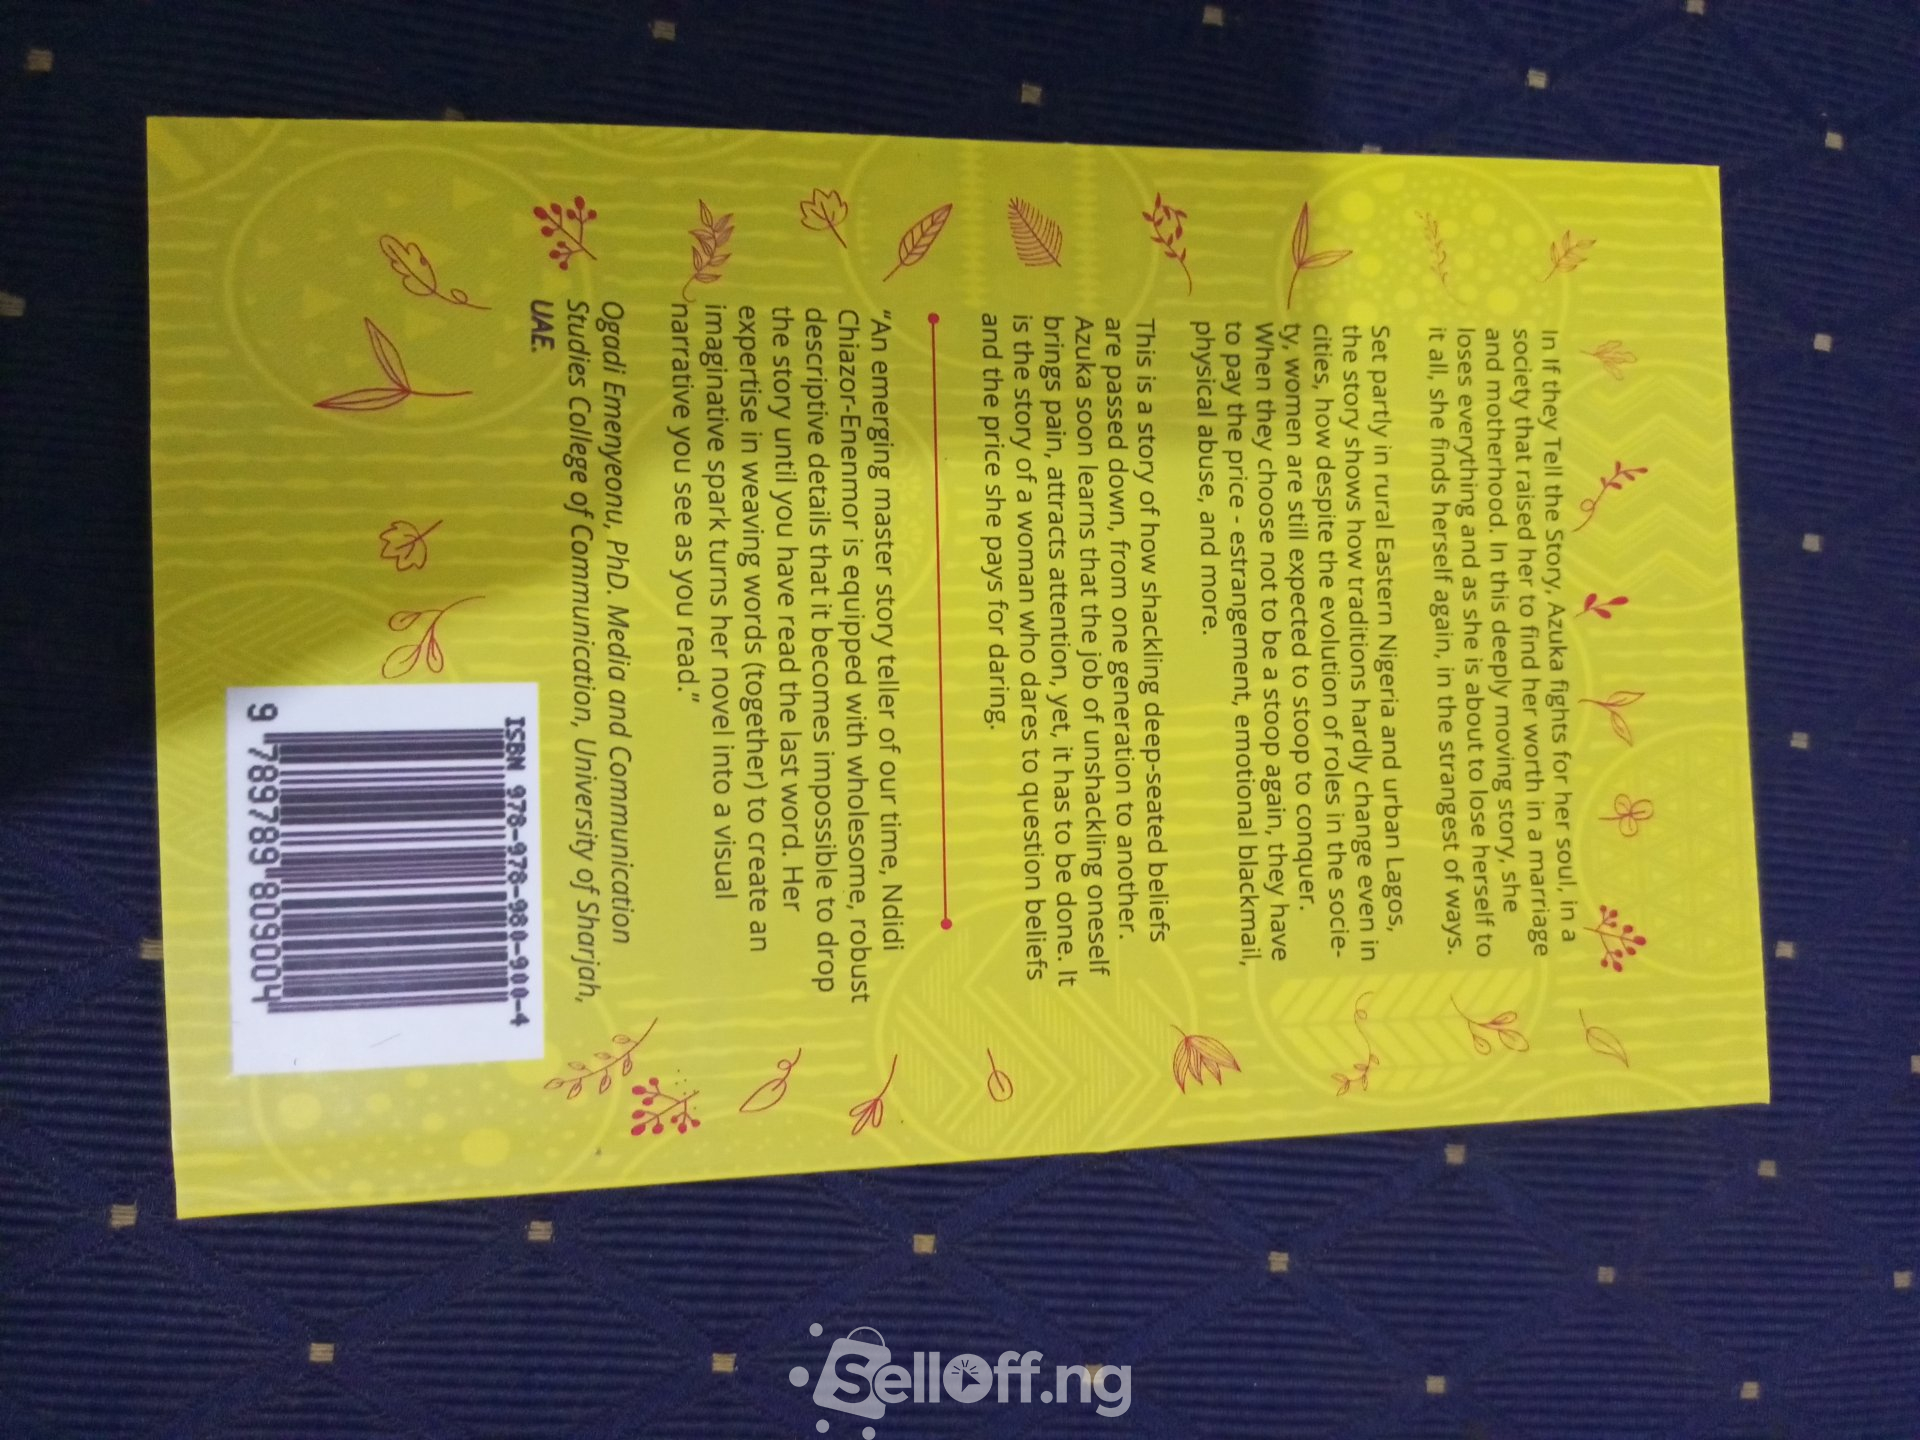 In If they Tell the Story, Azuka fights for her soul, in a
society that raised her to find her worth in a marriage
and motherhood. In this deeply moving story, she
loses everything and as she is about to lose herself to
it all, she finds herself again, in the strangest of ways.
Set partly in rural Eastern Nigeria and urban Lagos,
the story shows how traditions hardly change even in
cities, how despite the evolution of roles in the socie-
ty, women are still expected to stoop to conquer.
When they choose not to be a stoop again, they have
to pay the price - estrangement, emotional blackmail,
physical abuse, and more.
This is a story of how shackling deep-seated beliefs
are passed down, from one generation to another.
Azuka soon learns that the job of unshackling oneself
brings pain, attracts attention, yet, it has to be done. It
is the story of a woman who dares to question beliefs
and the price she pays for daring.
“An emerging master story teller of our time, Ndidi
Chiazor-Enenmor is equipped with wholesome, robust
descriptive details that it becomes impossible to drop
the story until you have read the last word. Her
expertise in weaving words (together) to create an
imaginative spark turns her novel into a visual
narrative you see as you read.”
Ogadi Emenyeonu, PhD. Media and Communication
Studies College of Communication, University of Sharjah,
UAE.
ISBN 978-978-980-900-4
9 789789 809004
SellOff.ng